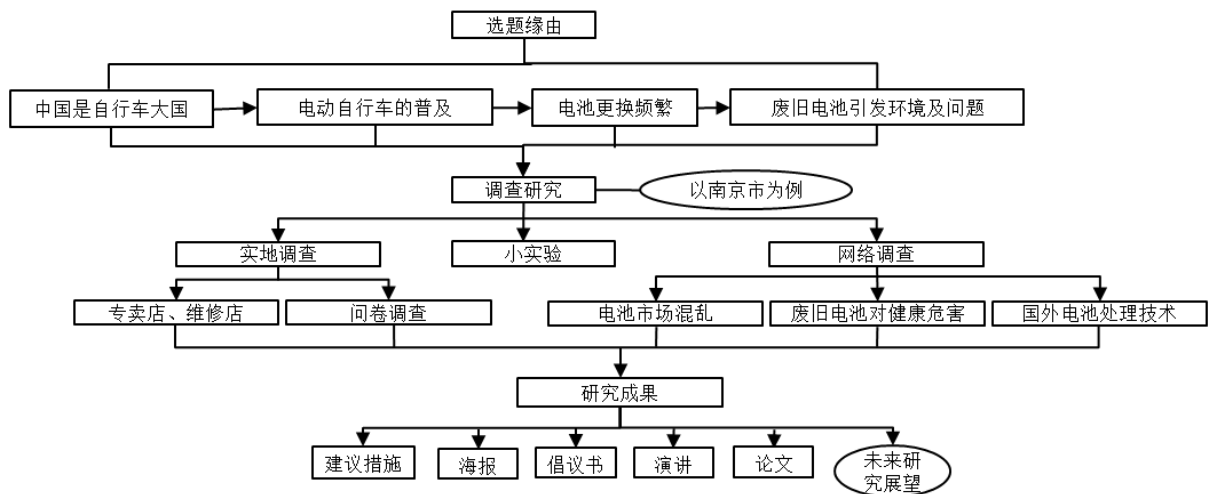 选题缘由
中国是自行车大国
电动自行车的普及
电池更换频繁
废旧电池引发环境及问题
调查研究
以南京市为例
实地调查
小实验
网络调查
专卖店、维修店
问卷调查
电池市场混乱
废旧电池对健康危害
国外电池处理技术
研究成果
建议措施
海报
倡议书
演讲
论文
未来研
究展望